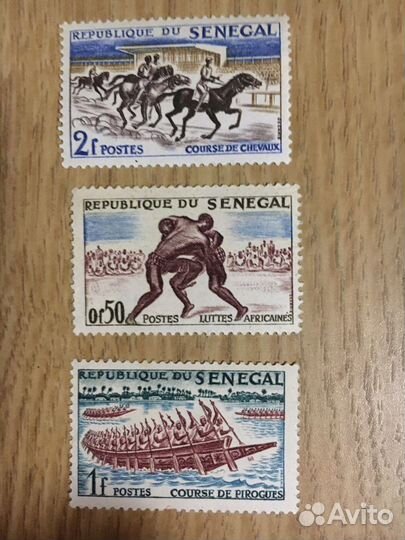 REPUBLIQUE DU SENEGAL
2f POSTES COURSE DE CHEVAUX
REPUBLIQUE DU SENEGAL
0f50 POSTES LUTTES AFRICAINES
REPUBLIQUE DU SENEGAL
1f POSTES COURSE DE PIROGUES
Avito